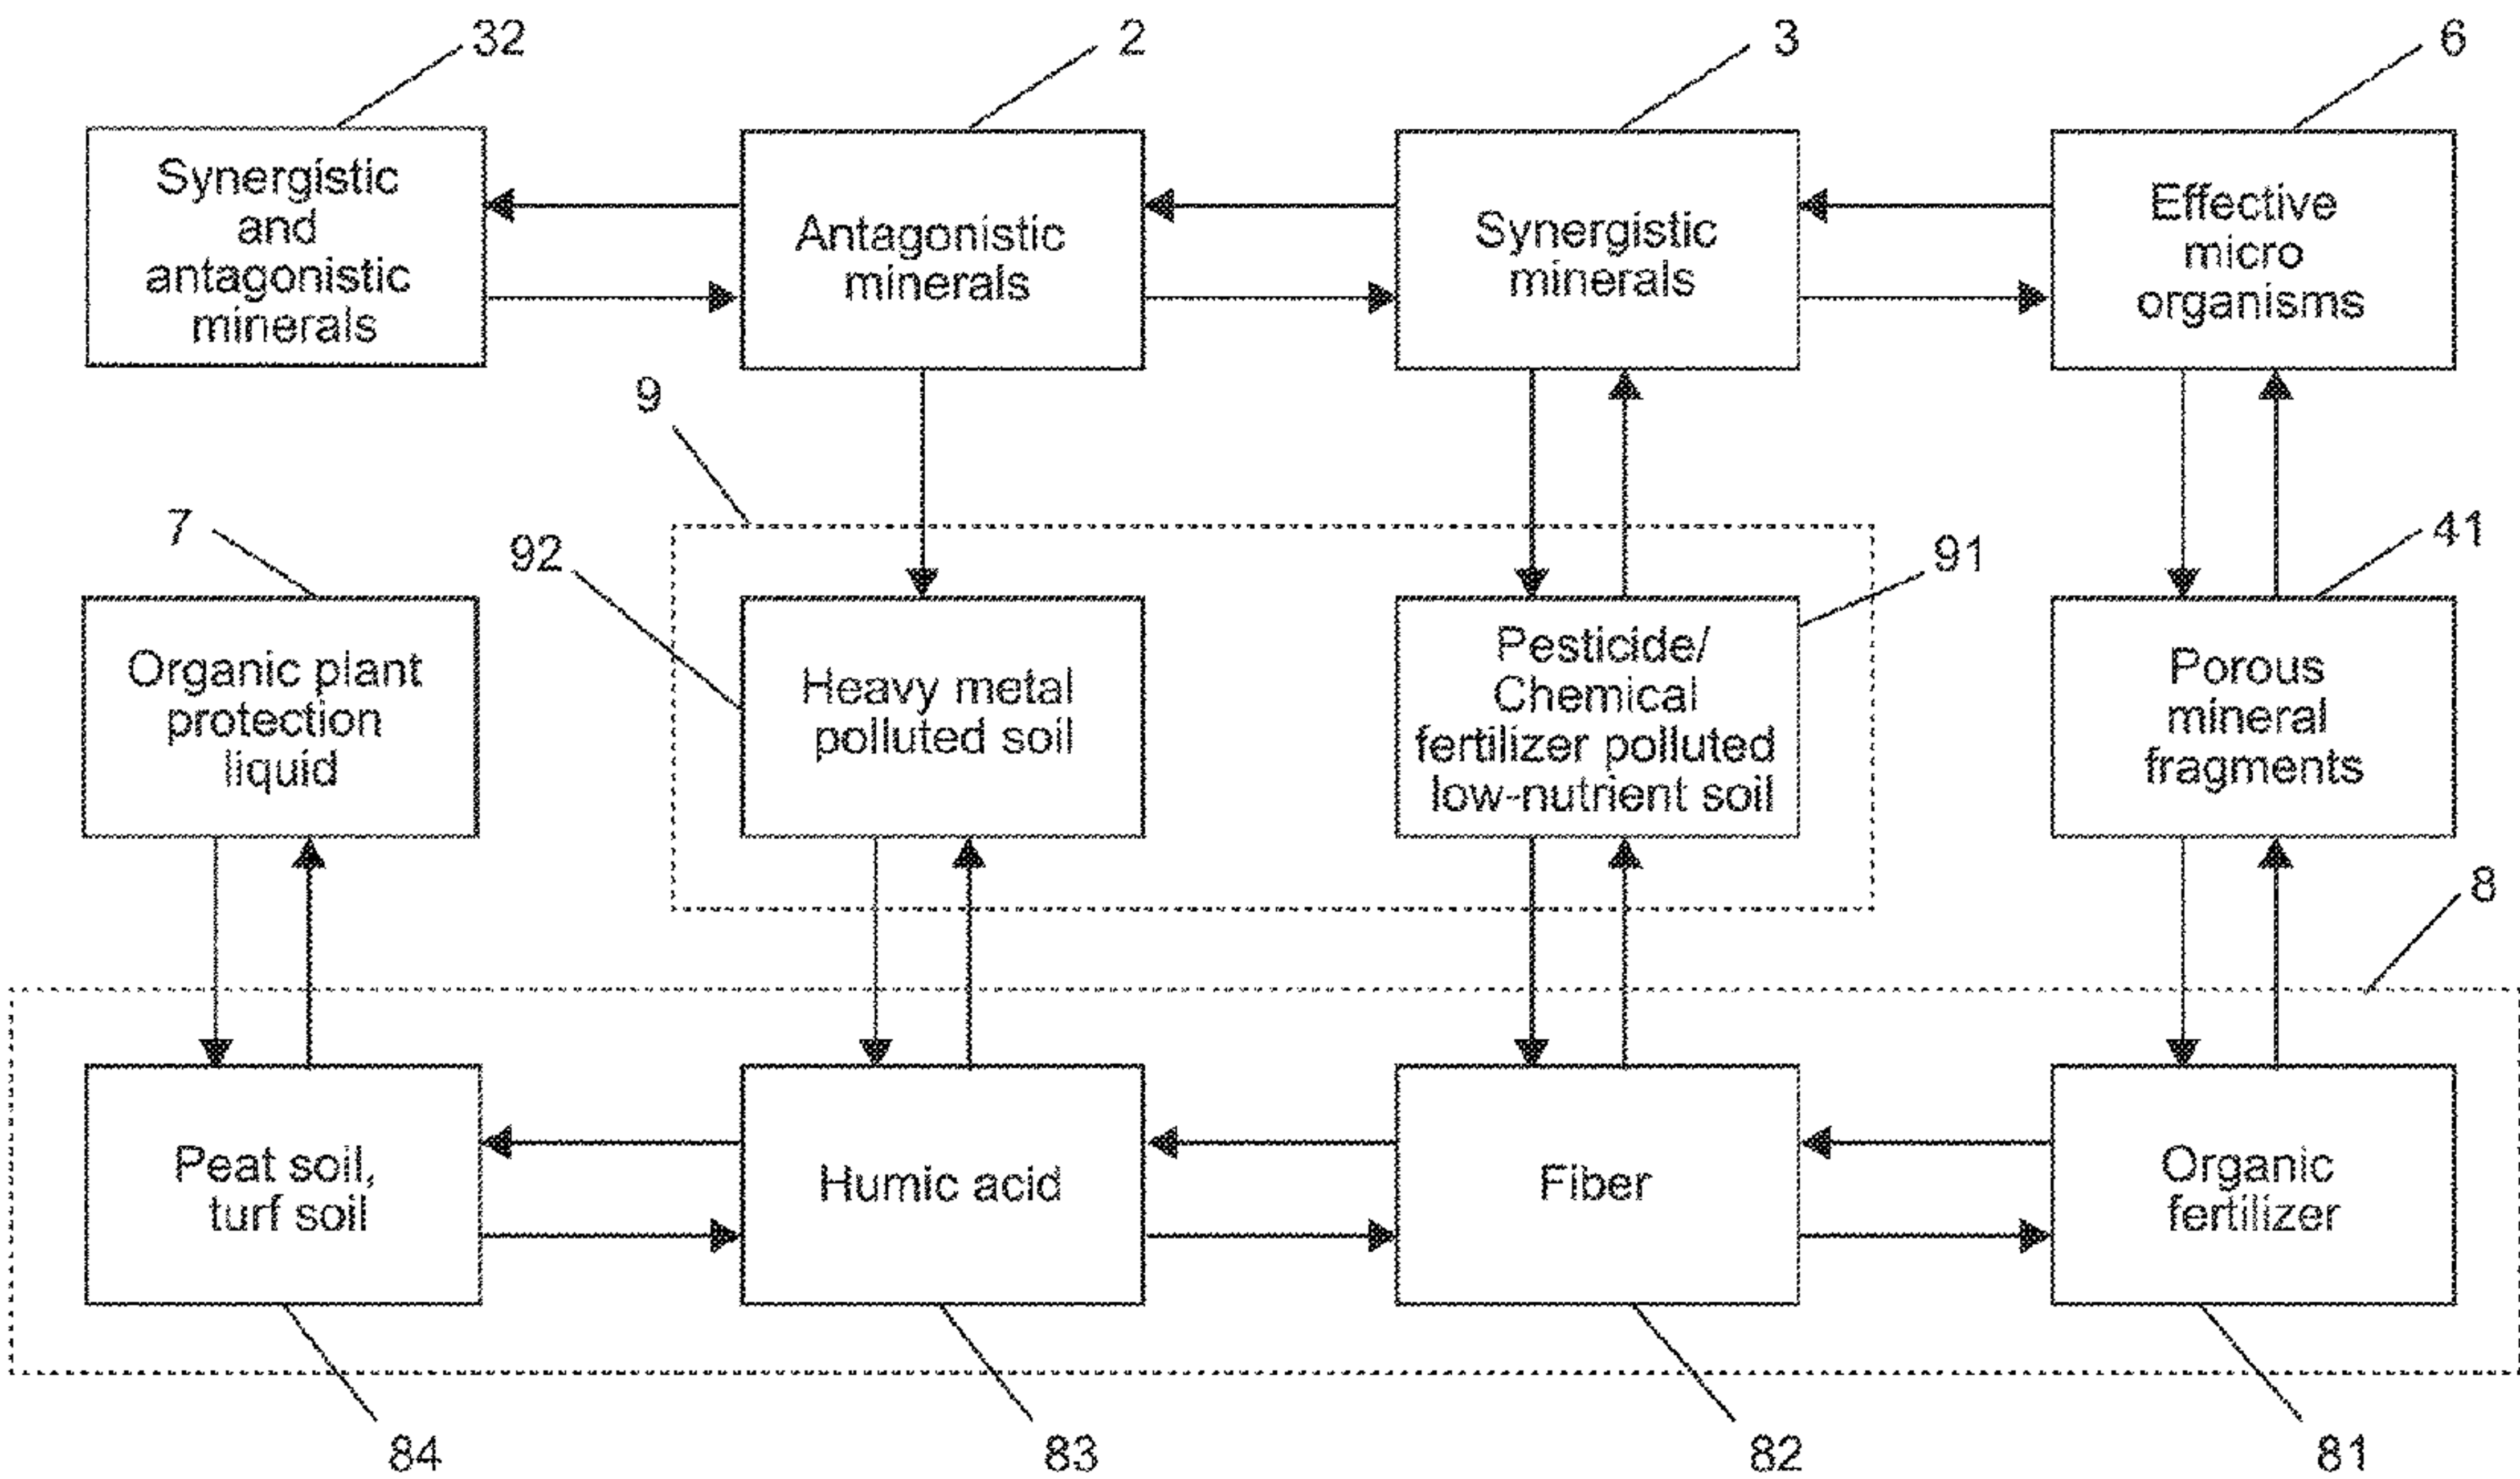 32
2
3
6
Synergistic
and
antagonistic
minerals
Antagonistic
minerals
Synergistic
minerals
Effective
micro
organisms
9
7
92
91
41
Organic plant
protection
liquid
Heavy metal
polluted soil
Pesticide/
Chemical
fertilizer polluted
low-nutrient soil
Porous
mineral
fragments
8
Peat soil,
turf soil
Humic acid
Fiber
Organic
fertilizer
84
83
82
81